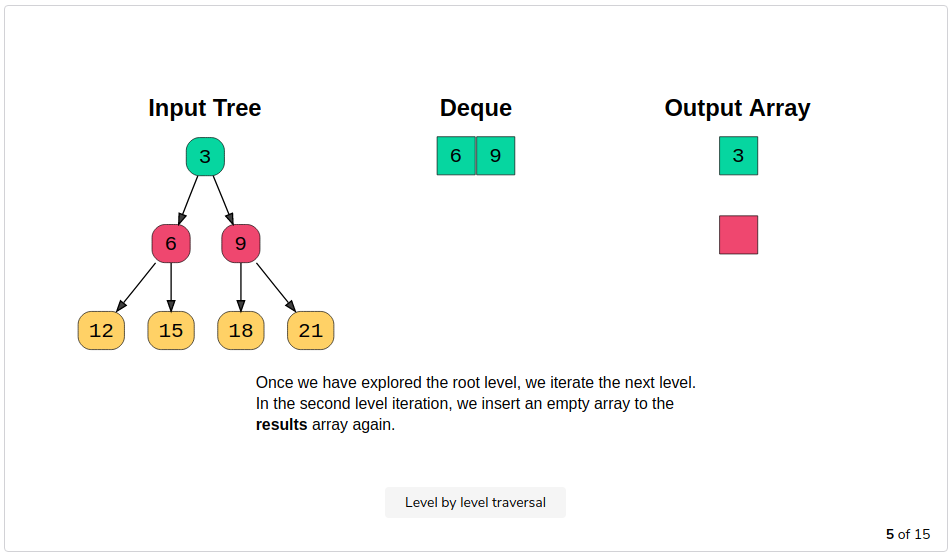 Input Tree Deque Output Array
3 6 9 3
6 9
12 15 18 21
Once we have explored the root level, we iterate the next level.
In the second level iteration, we insert an empty array to the
results array again.
Level by level traversal
5 of 15